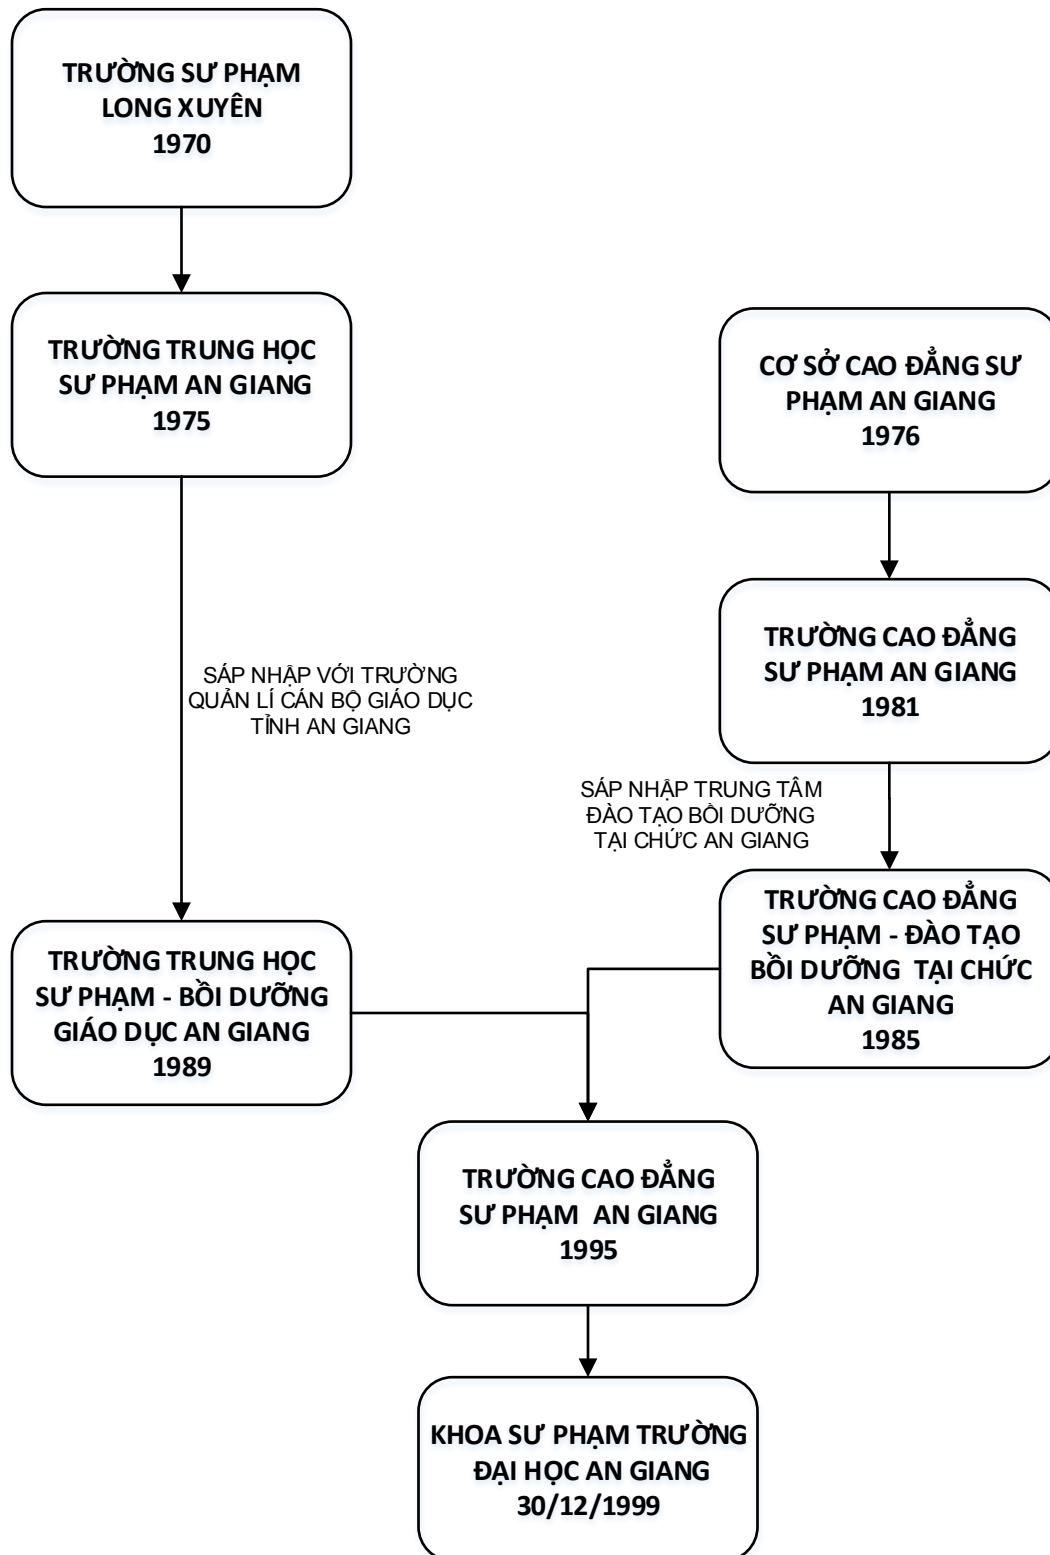 TRƯỜNG SƯ PHẠM
LONG XUYÊN
1970
TRƯỜNG TRUNG HỌC
SƯ PHẠM AN GIANG
1975
CƠ SỞ CAO ĐẲNG SƯ
PHẠM AN GIANG
1976
TRƯỜNG CAO ĐẲNG
SƯ PHẠM AN GIANG
1981
SÁP NHẬP VỚI TRƯỜNG
QUẢN LÍ CÁN BỘ GIÁO DỤC
TỈNH AN GIANG
SÁP NHẬP TRUNG TÂM
ĐÀO TẠO BỒI DƯỠNG
TẠI CHỨC AN GIANG
TRƯỜNG TRUNG HỌC
SƯ PHẠM - BỒI DƯỠNG
GIÁO DỤC AN GIANG
1989
TRƯỜNG CAO ĐẲNG
SƯ PHẠM - ĐÀO TẠO
BỒI DƯỠNG TẠI CHỨC
AN GIANG
1985
TRƯỜNG CAO ĐẲNG
SƯ PHẠM AN GIANG
1995
KHOA SƯ PHẠM TRƯỜNG
ĐẠI HỌC AN GIANG
30/12/1999